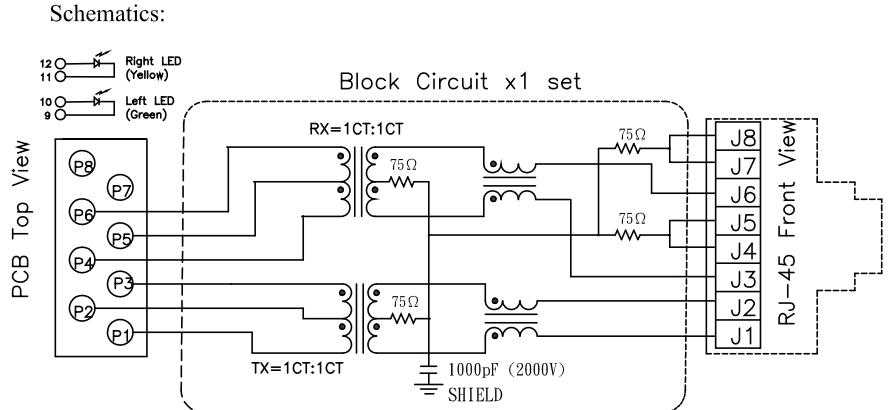 Schematics:
12
11
Right LED
(Yellow)
10
9
Left LED
(Green)
Block Circuit x1 set
RX=1CT:1CT
75Ω
75Ω
75Ω
75Ω
TX=1CT:1CT
1000pF (2000V)
SHIELD
PCB Top View
P8
P7
P6
P5
P4
P3
P2
P1
J8
J7
J6
J5
J4
J3
J2
J1
RJ-45 Front View